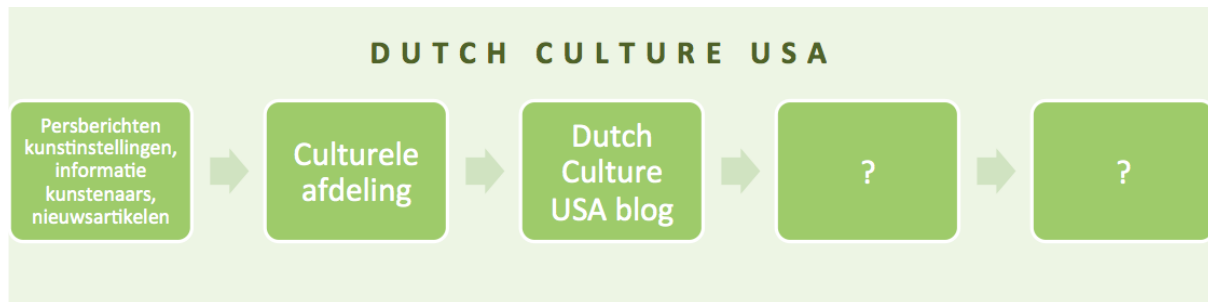 DUTCH CULTURE USA
Persberichten
kunstinstellingen,
informatie
kunstenaars,
nieuwsartikelen
Culturele
afdeling
Dutch
Culture
USA blog
?
?